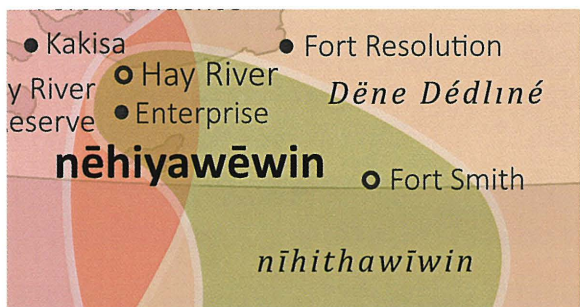 Kakisa
Fort Resolution
Hay River
y River
Dëne Dédlıné
eserve
Enterprise
nēhiyawēwin
Fort Smith
nīhithawīwin